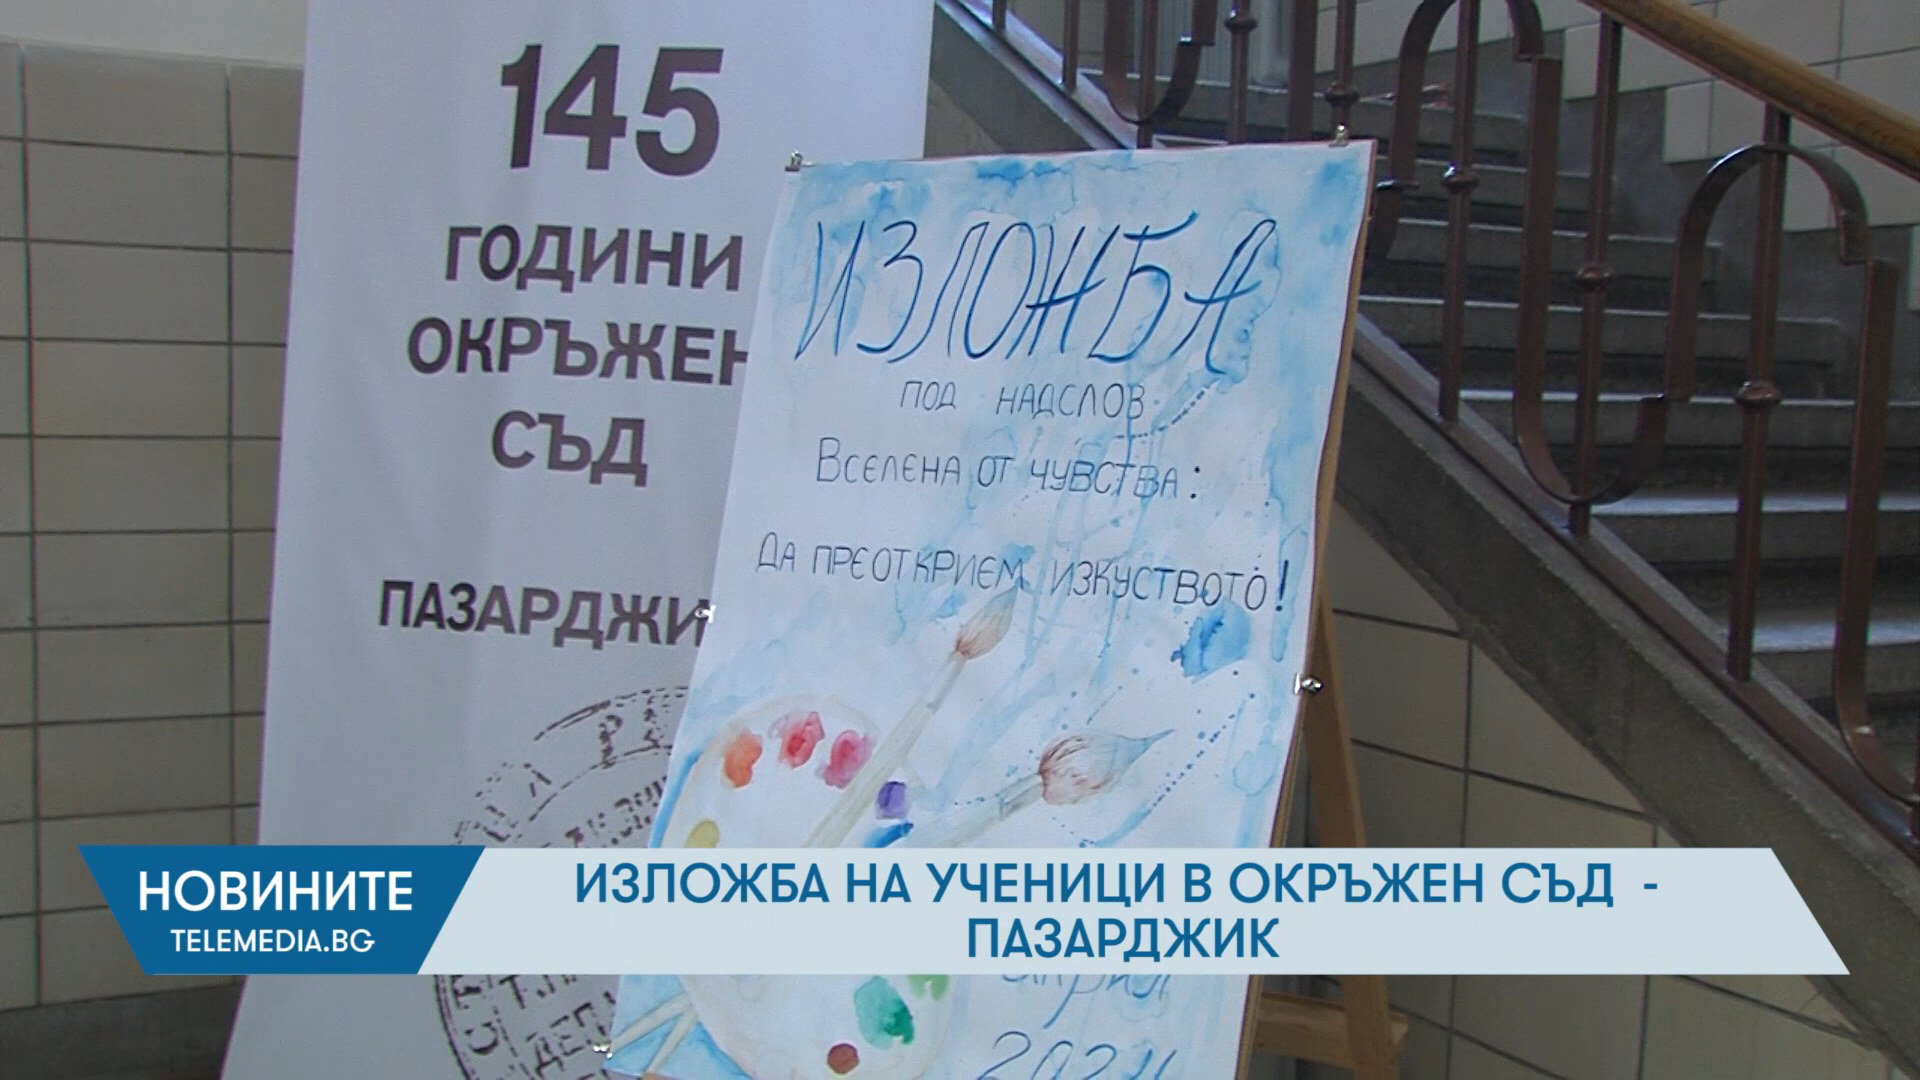 145
ГОДИНИ
ОКРЪЖЕН
СЪД
ПАЗАРДЖИ
ИЗЛОЖБА
ПОД НАДСЛОВ
ВСЕЛЕНА ОТ ЧУВСТВА:
ДА ПРЕОТКРИЕМ ИЗКУСТВОТО!
НОВИНИТЕ
TELEMEDIA.BG
ИЗЛОЖБА НА УЧЕНИЦИ В ОКРЪЖЕН СЪД -
ПАЗАРДЖИК